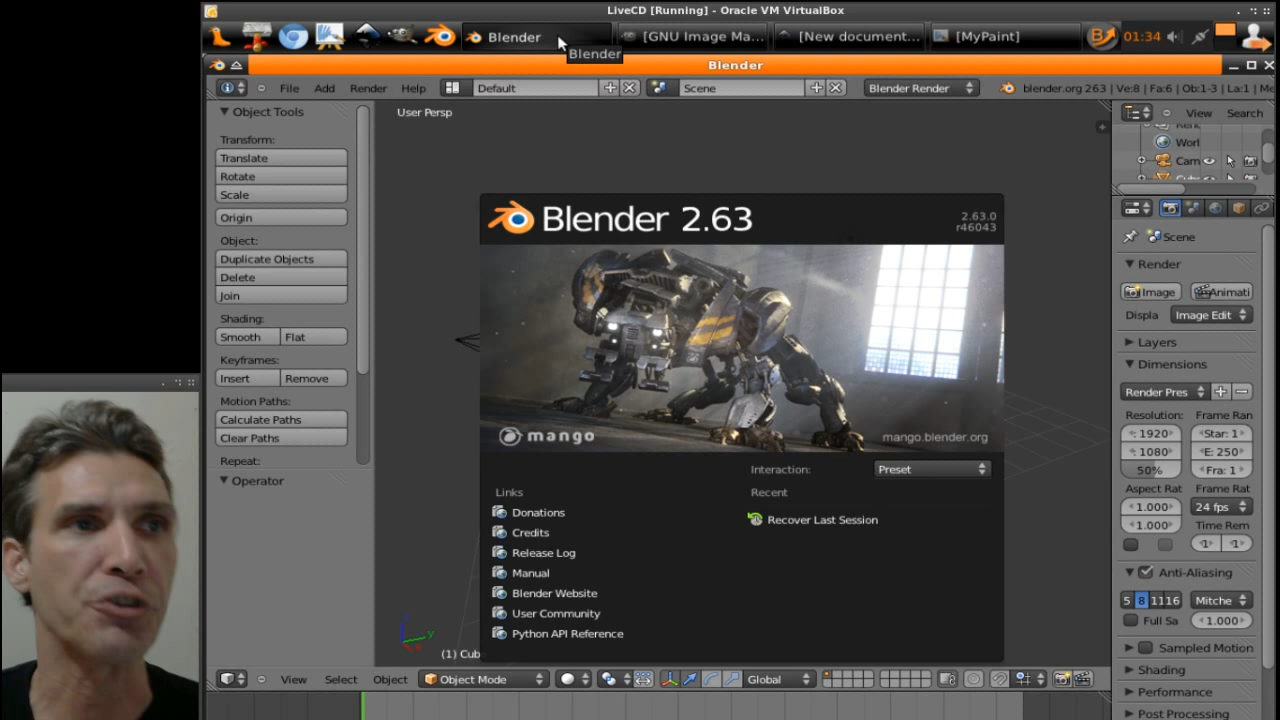 LiveCD [Running] - Oracle VM VirtualBox
Blender
[GNU Image Ma...
[New document...
[MyPaint]
01:34
Blender
Blender
File Add Render Help
Default
Scene
Blender Render
blender.org 263 | Ve:8 | Fa:6 | Ob:1-3 | La:1 | Me
Object Tools
Transform:
Translate
Rotate
Scale
Origin
Object:
Duplicate Objects
Delete
Join
Shading:
Smooth Flat
Keyframes:
Insert Remove
Motion Paths:
Calculate Paths
Clear Paths
Repeat:
Operator
User Persp
Blender 2.63
2.63.0
r46043
mango
mango.blender.org
Interaction: Preset
Links
Recent
Donations
Recover Last Session
Credits
Release Log
Manual
Blender Website
User Community
Python API Reference
(1) Cub
View Select Object
Object Mode
Global
View Search
Worl
Cam
Scene
Render
Image Animati
Displa Image Edit
Layers
Dimensions
Render Pres
Resolution: Frame Ran
: 1920 Star: 1
: 1080 E: 250
50% Fra: 1
Aspect Rat Frame Rat
1.000 24 fps
1.000 Time Rem
1 1
Anti-Aliasing
5 8 11 16 Mitche
Full Sa 1.000
Sampled Motion
Shading
Performance
Post Processing